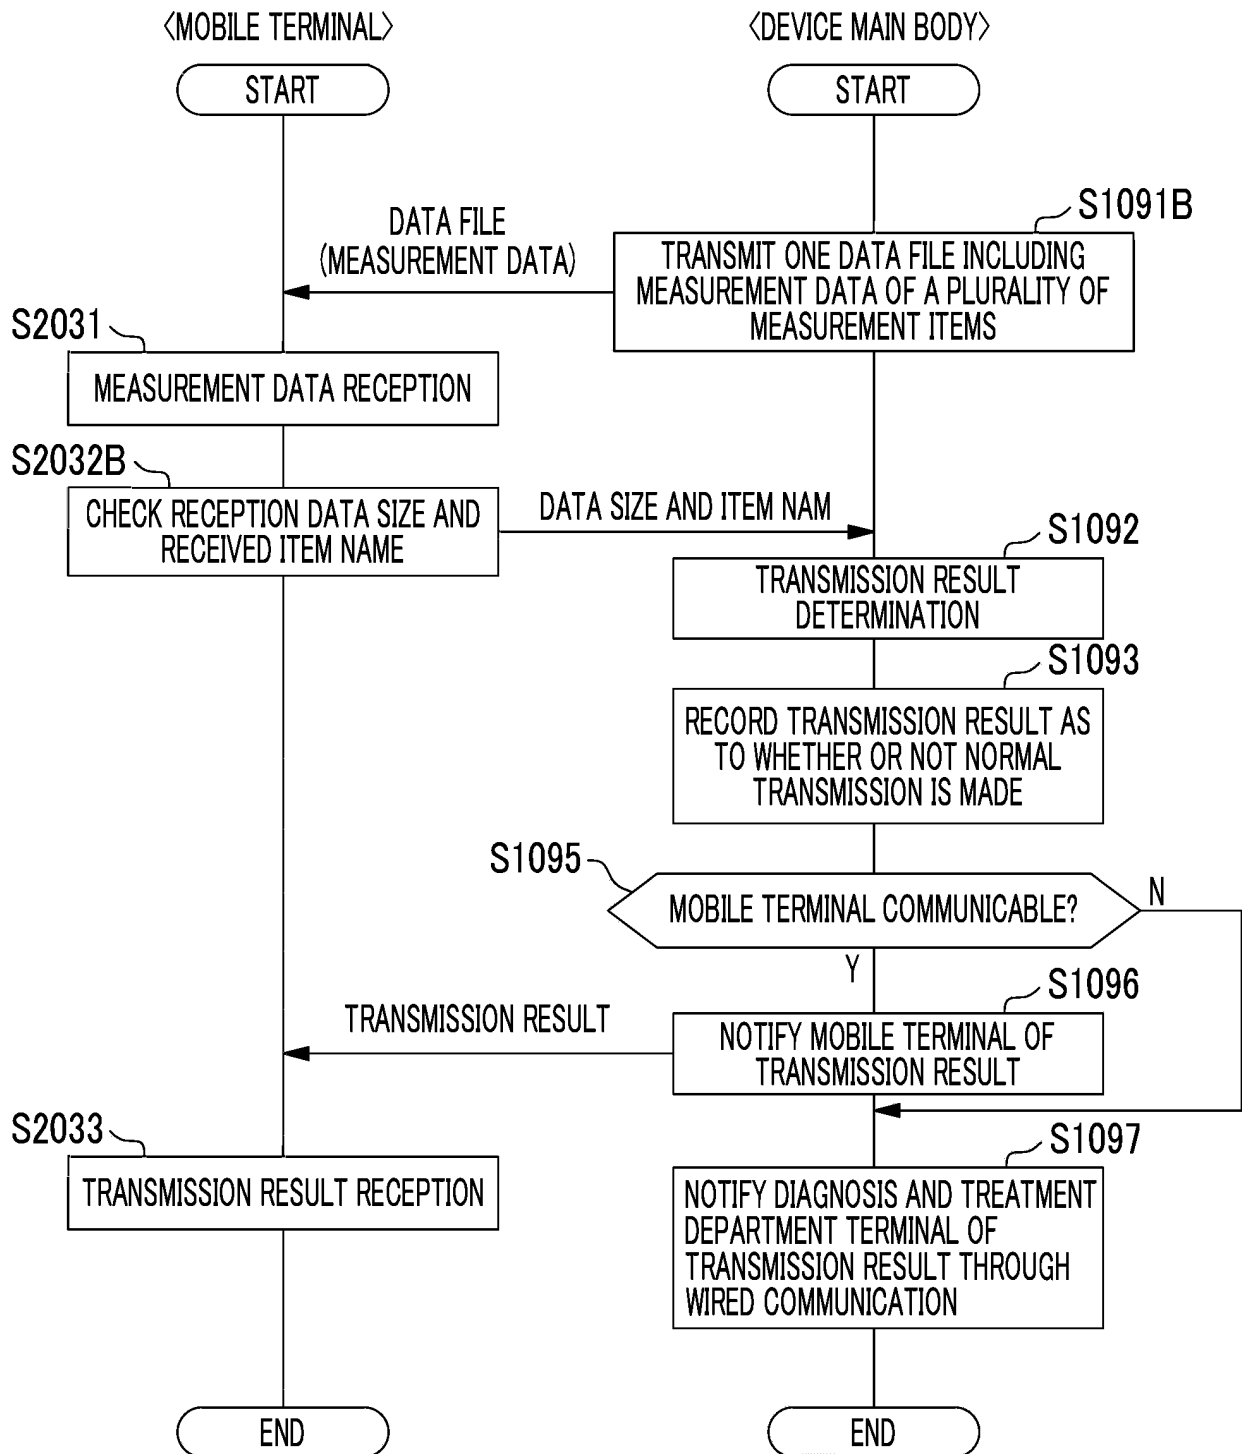 〈MOBILE TERMINAL〉
〈DEVICE MAIN BODY〉
START
START
S1091B
DATA FILE
(MEASUREMENT DATA)
TRANSMIT ONE DATA FILE INCLUDING
MEASUREMENT DATA OF A PLURALITY OF
MEASUREMENT ITEMS
S2031
MEASUREMENT DATA RECEPTION
S2032B
CHECK RECEPTION DATA SIZE AND
RECEIVED ITEM NAME
DATA SIZE AND ITEM NAM
S1092
TRANSMISSION RESULT
DETERMINATION
S1093
RECORD TRANSMISSION RESULT AS
TO WHETHER OR NOT NORMAL
TRANSMISSION IS MADE
S1095
MOBILE TERMINAL COMMUNICABLE?
N
Y
S1096
TRANSMISSION RESULT
NOTIFY MOBILE TERMINAL OF
TRANSMISSION RESULT
S2033
TRANSMISSION RESULT RECEPTION
S1097
NOTIFY DIAGNOSIS AND TREATMENT
DEPARTMENT TERMINAL OF
TRANSMISSION RESULT THROUGH
WIRED COMMUNICATION
END
END